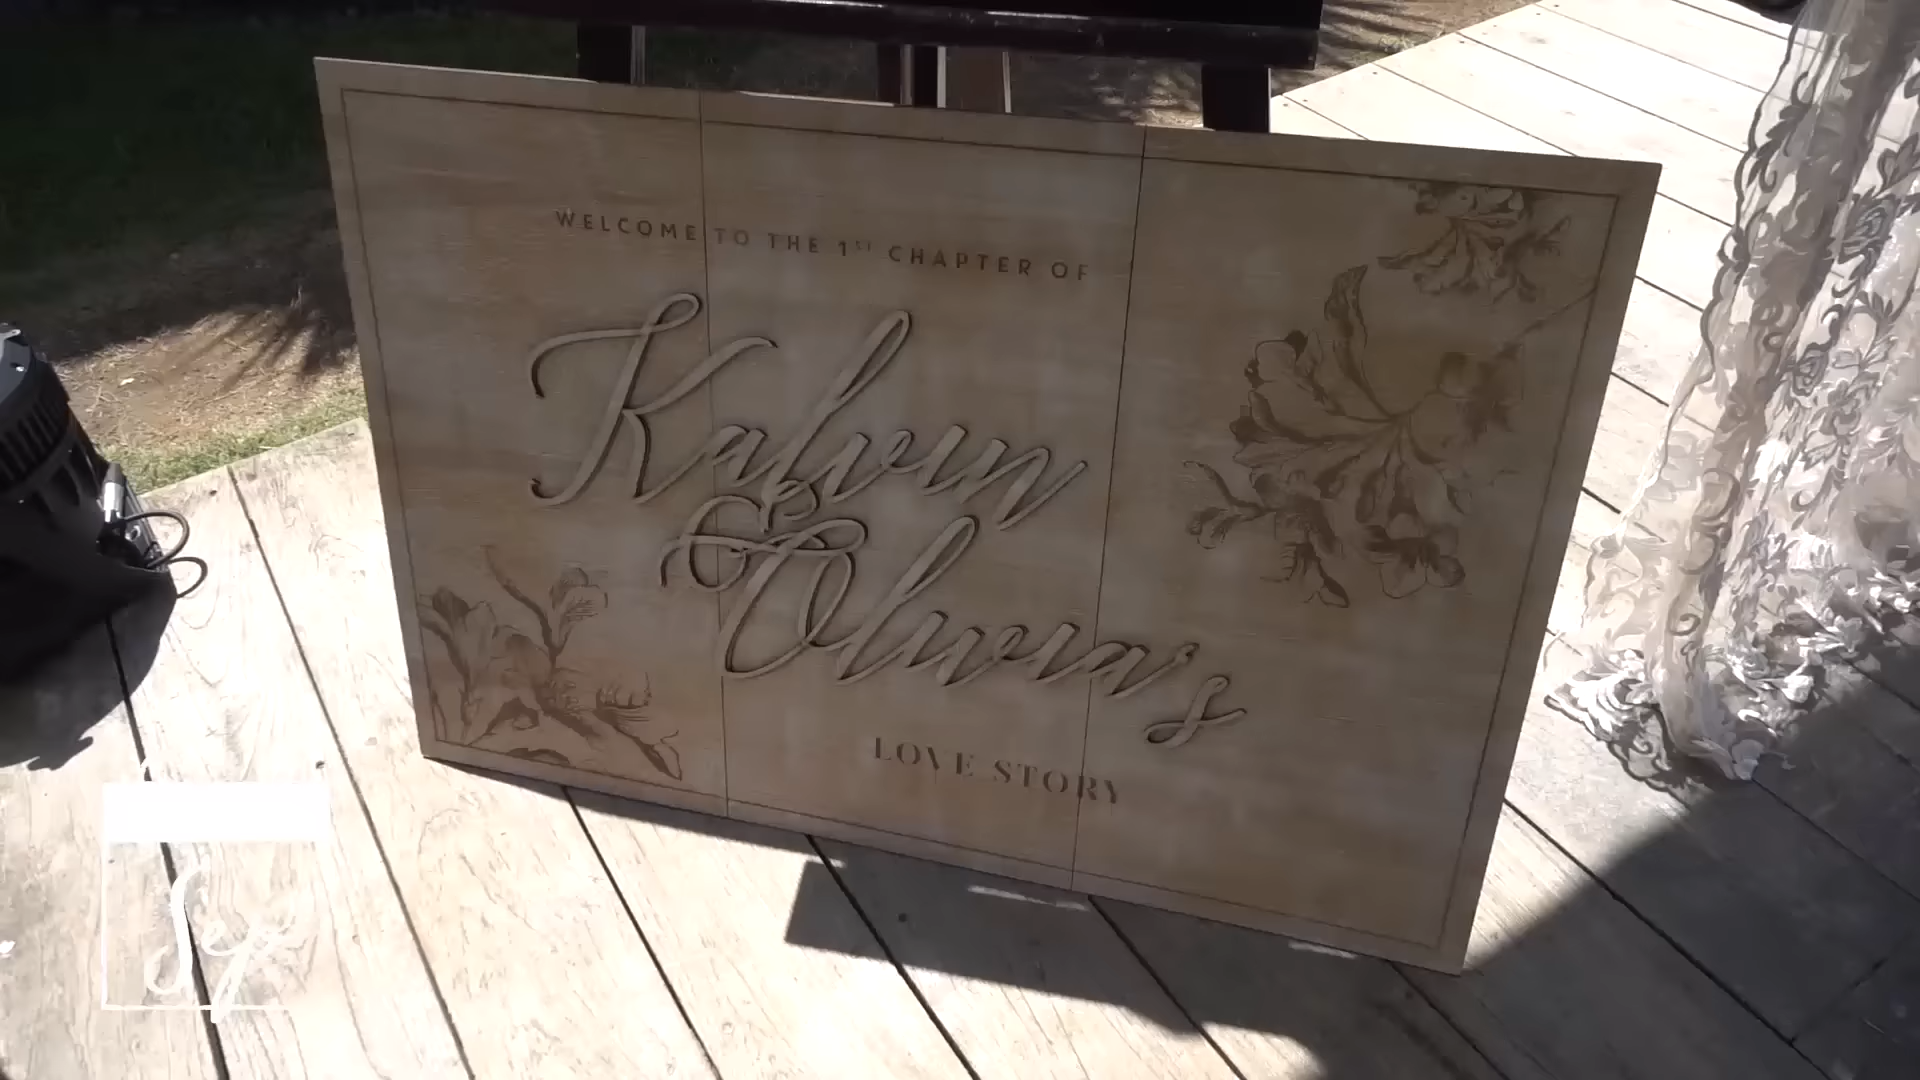 WELCOME TO THE 1ST CHAPTER OF
Kalvin
&
Olivia's
LOVE STORY